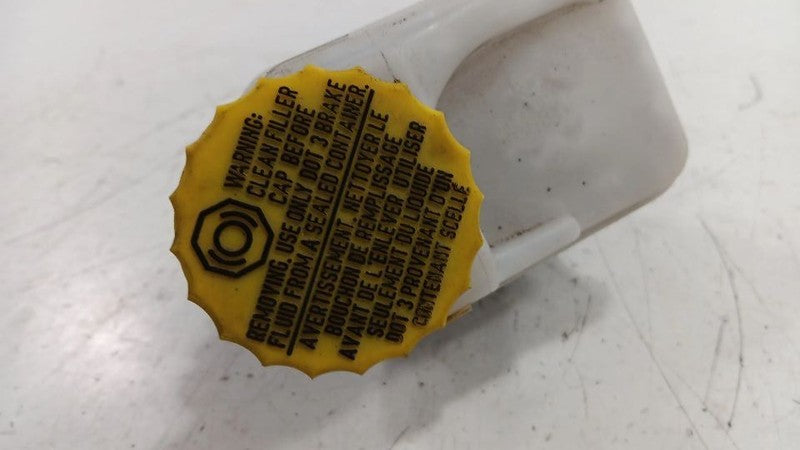 WARNING:
CLEAN FILLER
CAP BEFORE
REMOVING. USE ONLY DOT 3 BRAKE
FLUID FROM A SEALED CONTAINER.
AVERTISSEMENT. NETTOYER LE
BOUCHON DE REMPLISSAGE
AVANT DE L'ENLEVER UTILISER
SEULEMENT DU LIQUIDE
DOT 3 PROVENANT D'UN
CONTENANT SCELLÉ